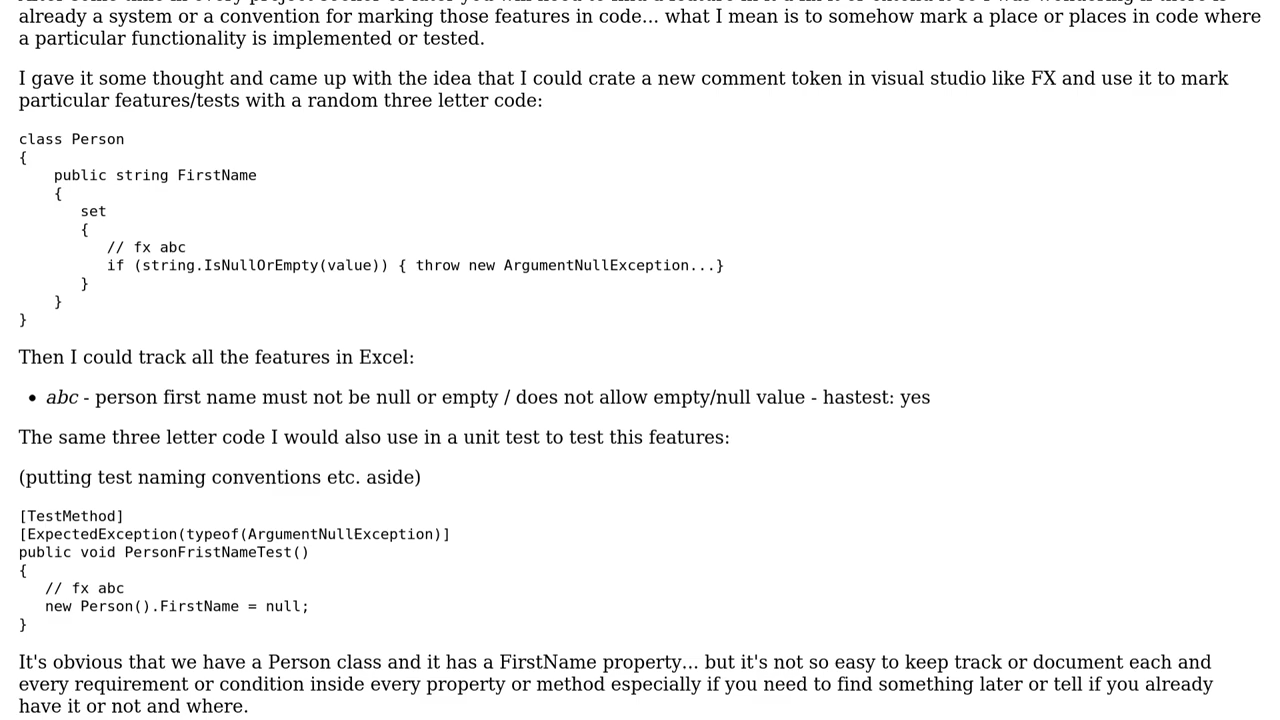 already a system or a convention for marking those features in code... what I mean is to somehow mark a place or places in code where
a particular functionality is implemented or tested.
I gave it some thought and came up with the idea that I could crate a new comment token in visual studio like FX and use it to mark
particular features/tests with a random three letter code:
class Person
{
    public string FirstName
    {
       set
       {
          // fx abc
          if (string.IsNullOrEmpty(value)) { throw new ArgumentNullException...}
       }
    }
}
Then I could track all the features in Excel:
• abc - person first name must not be null or empty / does not allow empty/null value - hastest: yes
The same three letter code I would also use in a unit test to test this features:
(putting test naming conventions etc. aside)
[TestMethod]
[ExpectedException(typeof(ArgumentNullException)]
public void PersonFristNameTest()
{
   // fx abc
   new Person().FirstName = null;
}
It's obvious that we have a Person class and it has a FirstName property... but it's not so easy to keep track or document each and
every requirement or condition inside every property or method especially if you need to find something later or tell if you already
have it or not and where.